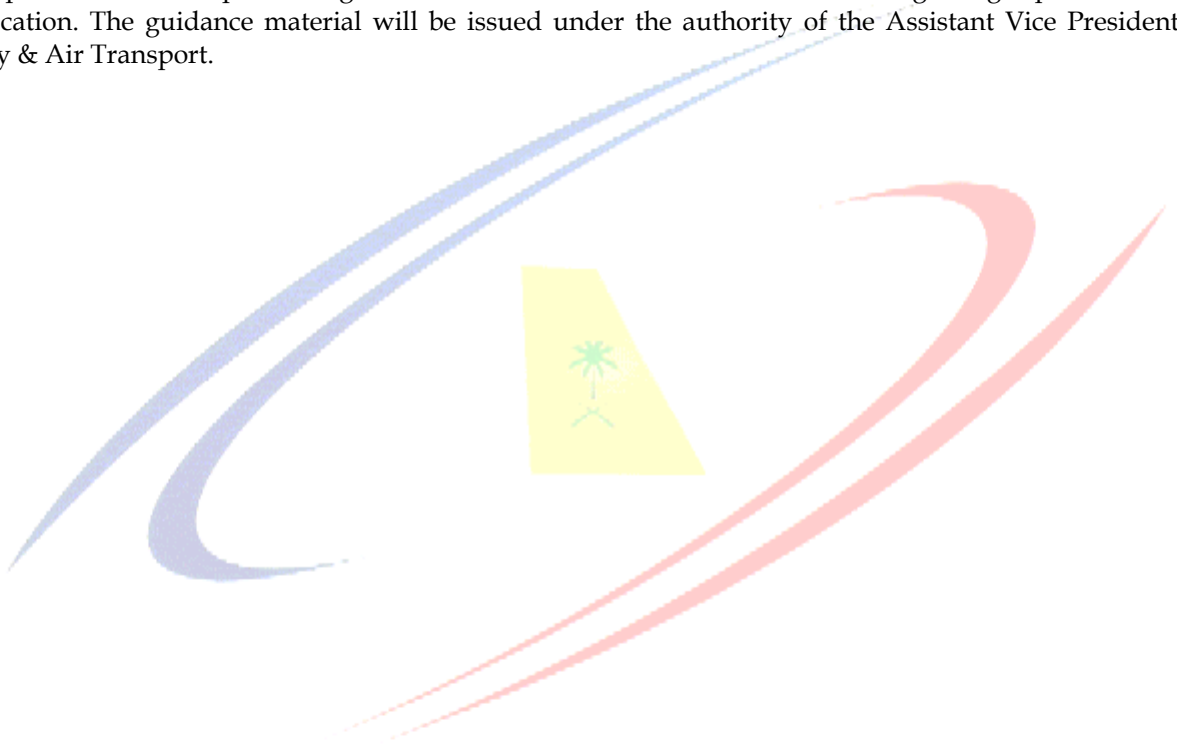 cation. The guidance material will be issued under the authority of the Assistant Vice President
y & Air Transport.